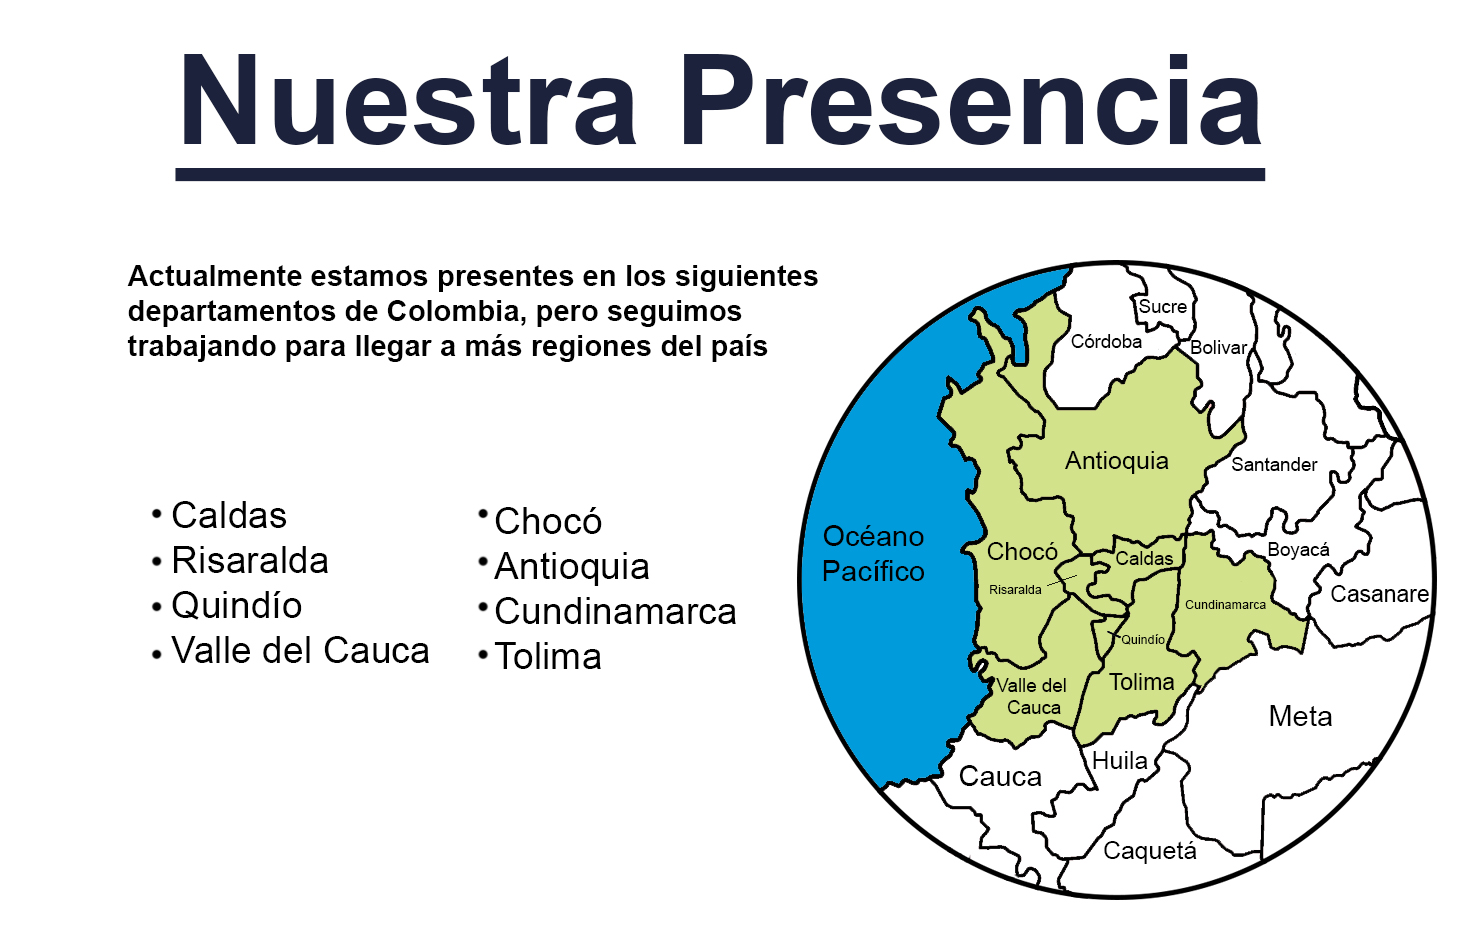 Nuestra Presencia
Actualmente estamos presentes en los siguientes
departamentos de Colombia, pero seguimos
trabajando para llegar a más regiones del país
• Caldas
• Risaralda
• Quindío
• Valle del Cauca
• Chocó
• Antioquia
• Cundinamarca
• Tolima
Sucre
Córdoba
Bolivar
Antioquia
Santander
Océano
Pacífico
Chocó
Caldas
Boyacá
Risaralda
Casanare
Cundinamarca
Quindío
Valle del
Cauca
Tolima
Meta
Huila
Cauca
Caquetá